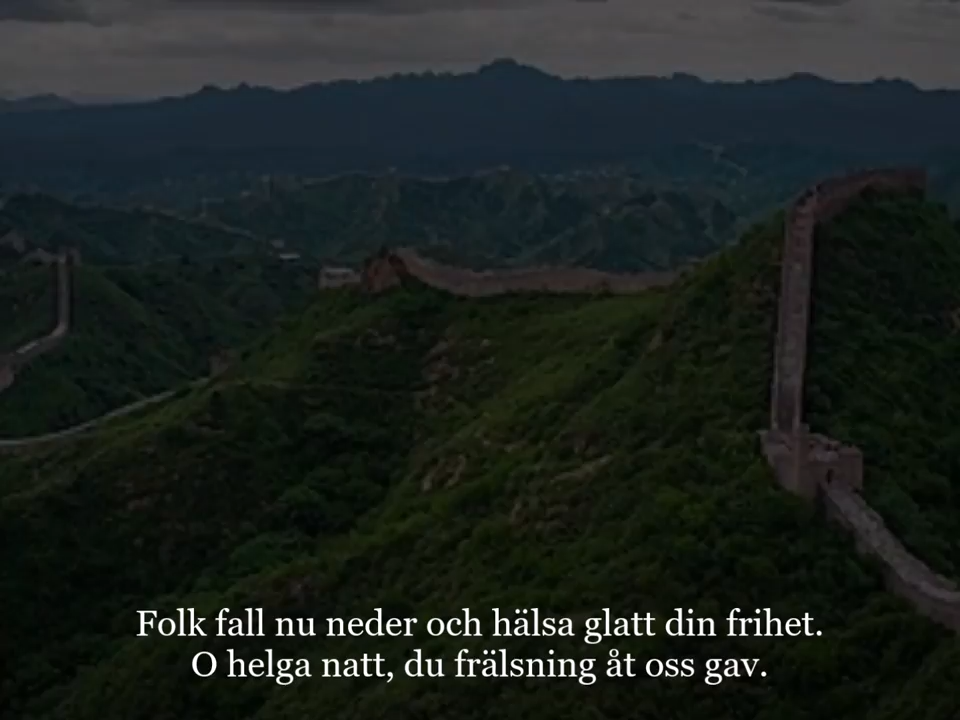 Folk fall nu neder och hälsa glatt din frihet.
O helga natt, du frälsning åt oss gav.